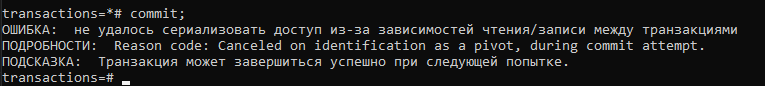 transactions=*# commit;
ОШИБКА:  не удалось сериализовать доступ из-за зависимостей чтения/записи между транзакциями
ПОДРОБНОСТИ:  Reason code: Canceled on identification as a pivot, during commit attempt.
ПОДСКАЗКА:  Транзакция может завершиться успешно при следующей попытке.
transactions=#